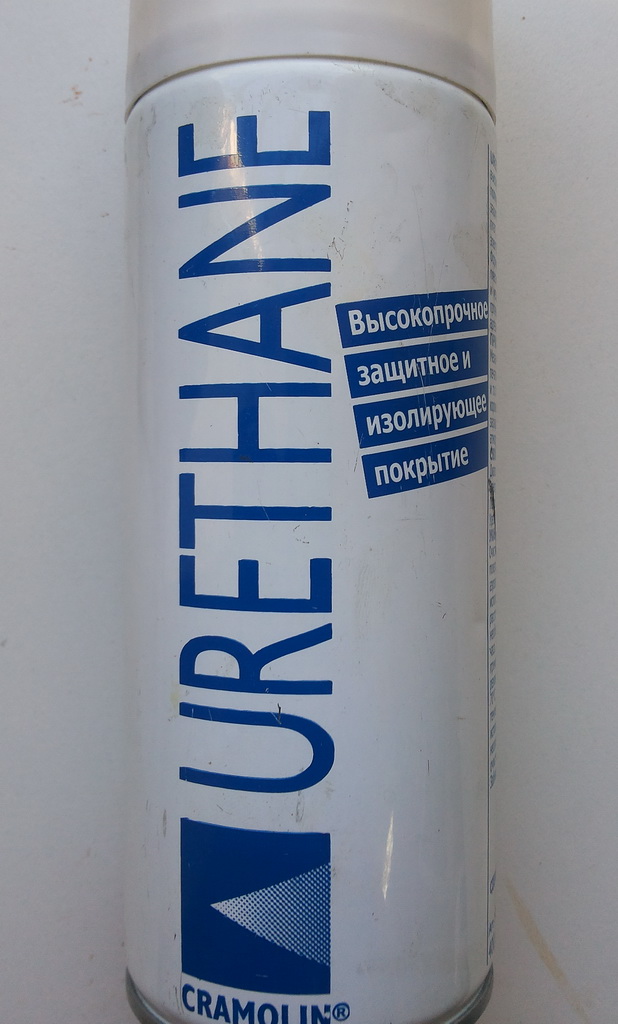 URETHANE
Высокопрочное
защитное и
изолирующее
покрытие
CRAMOLIN®